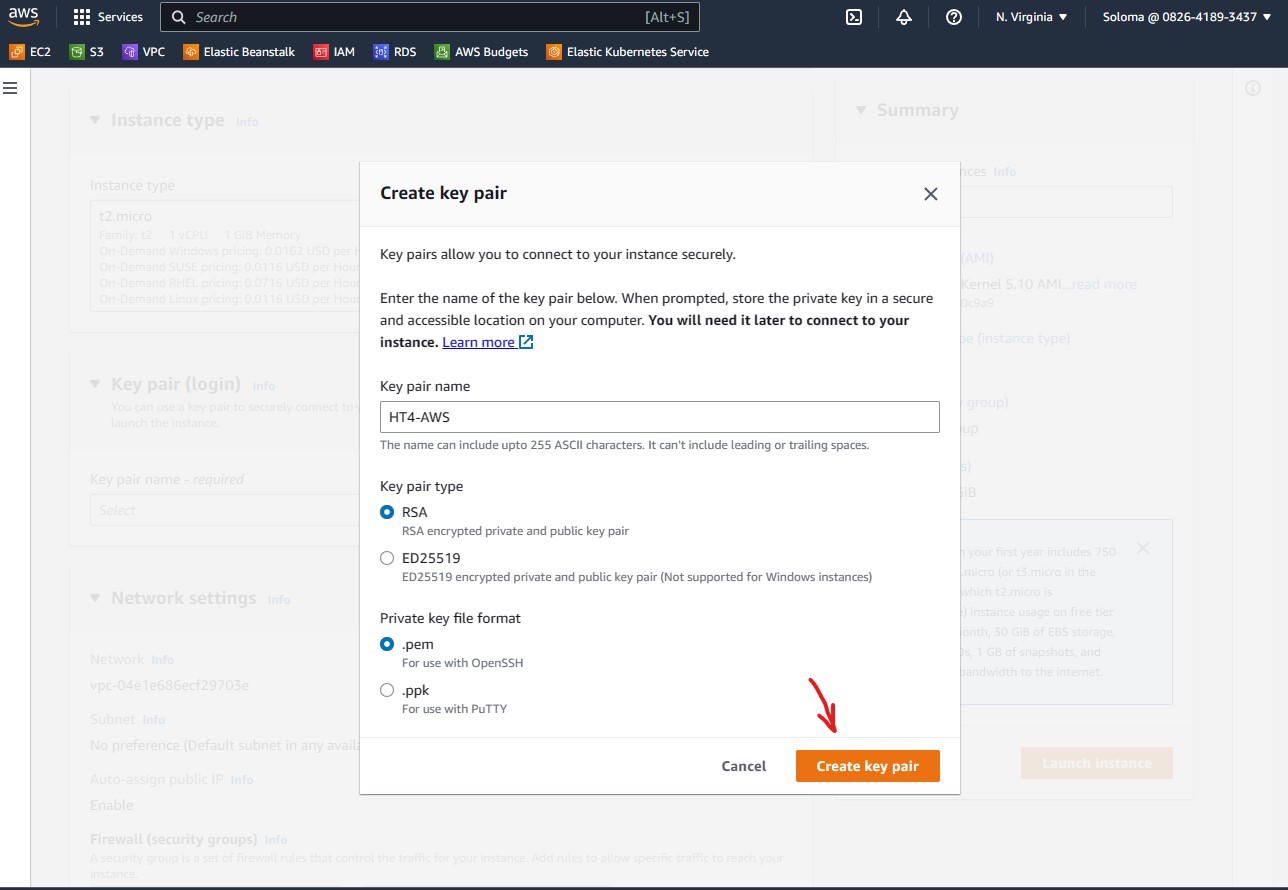 aws
Services
Search
[Alt+S]
N. Virginia
Soloma @ 0826-4189-3437
EC2
S3
VPC
Elastic Beanstalk
IAM
RDS
AWS Budgets
Elastic Kubernetes Service
Instance type Info
Instance type
t2.micro
Family: t2 1 vCPU 1 GiB Memory
On-Demand Windows pricing: 0.0162 USD per
On-Demand SUSE pricing: 0.0116 USD per Hour
On-Demand RHEL pricing: 0.0716 USD per Hour
On-Demand Linux pricing: 0.0116 USD per Hour
Key pair (login) Info
You can use a key pair to securely connect to
launch the instance.
Key pair name - required
Select
Network settings Info
Network Info
vpc-04e1e686ecf29703e
Subnet Info
No preference (Default subnet in any
Auto-assign public IP Info
Enable
Firewall (security groups) Info
A security group is a set of firewall rules that control the traffic for your instance. Add rules to allow specific traffic to reach your
instance.
Create key pair
Key pairs allow you to connect to your instance securely.
Enter the name of the key pair below. When prompted, store the private key in a secure
and accessible location on your computer. You will need it later to connect to your
instance. Learn more
Key pair name
HT4-AWS
The name can include upto 255 ASCII characters. It can't include leading or trailing spaces.
Key pair type
RSA
RSA encrypted private and public key pair
ED25519
ED25519 encrypted private and public key pair (Not supported for Windows instances)
Private key file format
.pem
For use with OpenSSH
.ppk
For use with PuTTY
Cancel
Create key pair
Summary
Info
(AMI)
Kernel 5.10 AMI...read more
(instance type)
group)
GiB
your first year includes 750
(or t3.micro in the
which t2.micro is
instance usage on free tier
30 GiB of EBS storage,
1 GB of snapshots, and
bandwidth to the internet.
Launch instance